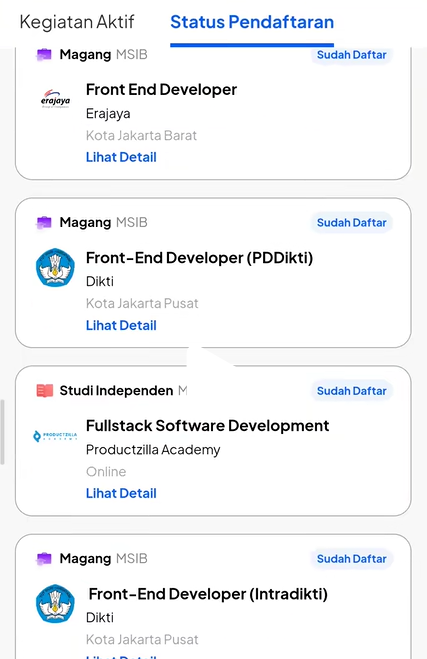 Kegiatan Aktif Status Pendaftaran
Magang MSIB Sudah Daftar
erajaya
Front End Developer
Erajaya
Kota Jakarta Barat
Lihat Detail
Magang MSIB Sudah Daftar
Front-End Developer (PDDikti)
Dikti
Kota Jakarta Pusat
Lihat Detail
Studi Independen M Sudah Daftar
PRODUCTZILLA
ACADEMY
Fullstack Software Development
Productzilla Academy
Online
Lihat Detail
Magang MSIB Sudah Daftar
Front-End Developer (Intradikti)
Dikti
Kota Jakarta Pusat
Lihat Detail